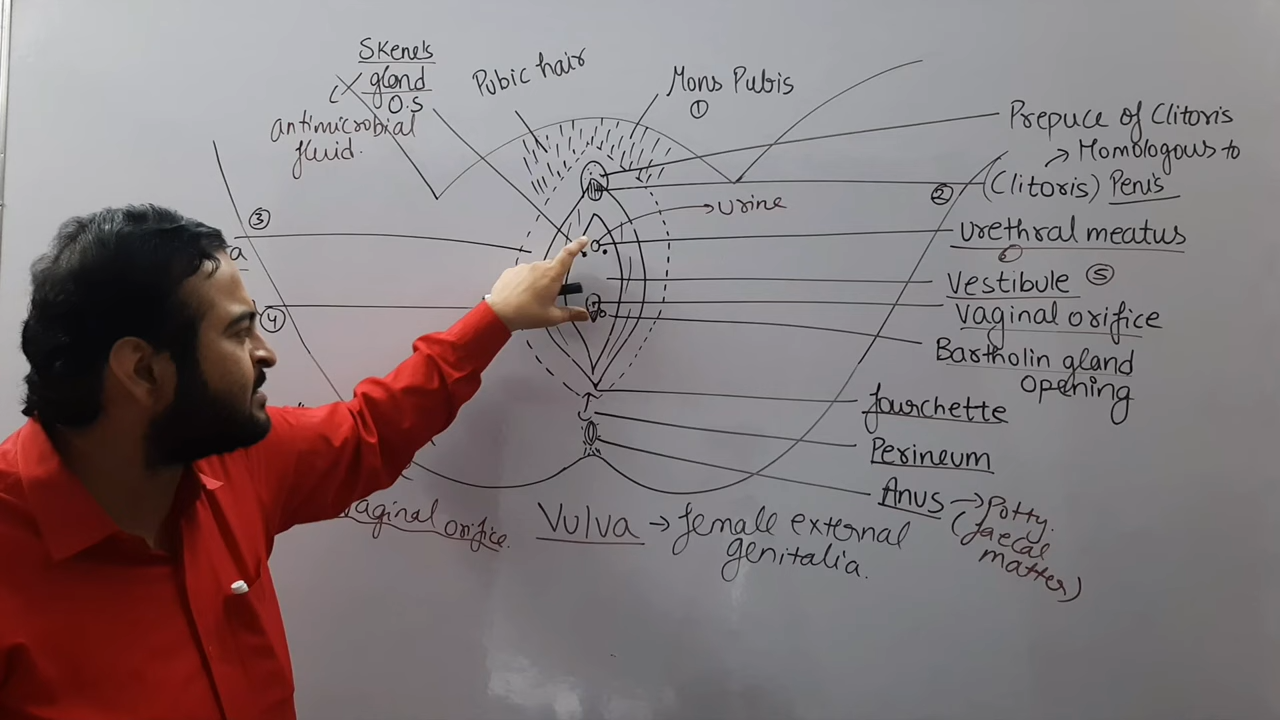 Skene's
gland
O.S
antimicrobial
fluid.
Pubic hair
Mons Pubis
①
Prepuce of Clitoris
→ Homologous to
② (Clitoris) Penis
→ urine
urethral meatus
Vestibule ⑤
Vaginal orifice
Bartholin gland
opening
fourchette
Perineum
Anus → Potty.
(faecal
matter)
③
a
④
vaginal orifice.
Vulva → female external
genitalia.